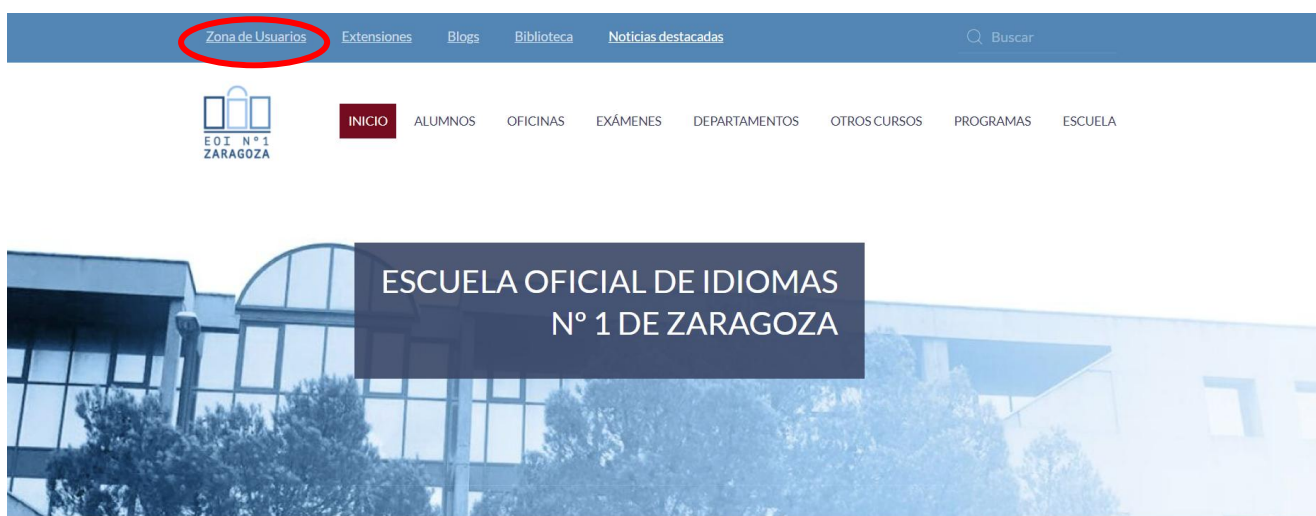 Zona de Usuarios Extensiones Blogs Biblioteca Noticias destacadas Buscar
INICIO ALUMNOS OFICINAS EXÁMENES DEPARTAMENTOS OTROS CURSOS PROGRAMAS ESCUELA
EOI Nº1
ZARAGOZA
ESCUELA OFICIAL DE IDIOMAS
Nº 1 DE ZARAGOZA